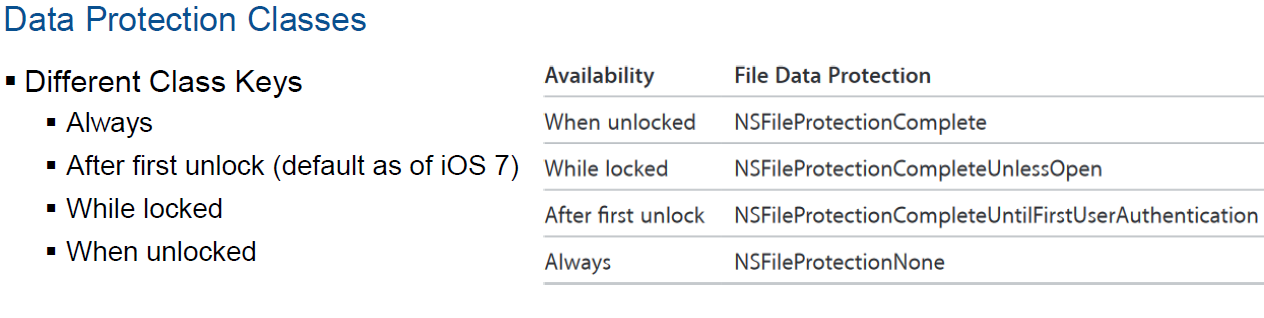 Data Protection Classes
▪ Different Class Keys
▪ Always
▪ After first unlock (default as of iOS 7)
▪ While locked
▪ When unlocked
Availability File Data Protection
When unlocked NSFileProtectionComplete
While locked NSFileProtectionCompleteUnlessOpen
After first unlock NSFileProtectionCompleteUntilFirstUserAuthentication
Always NSFileProtectionNone